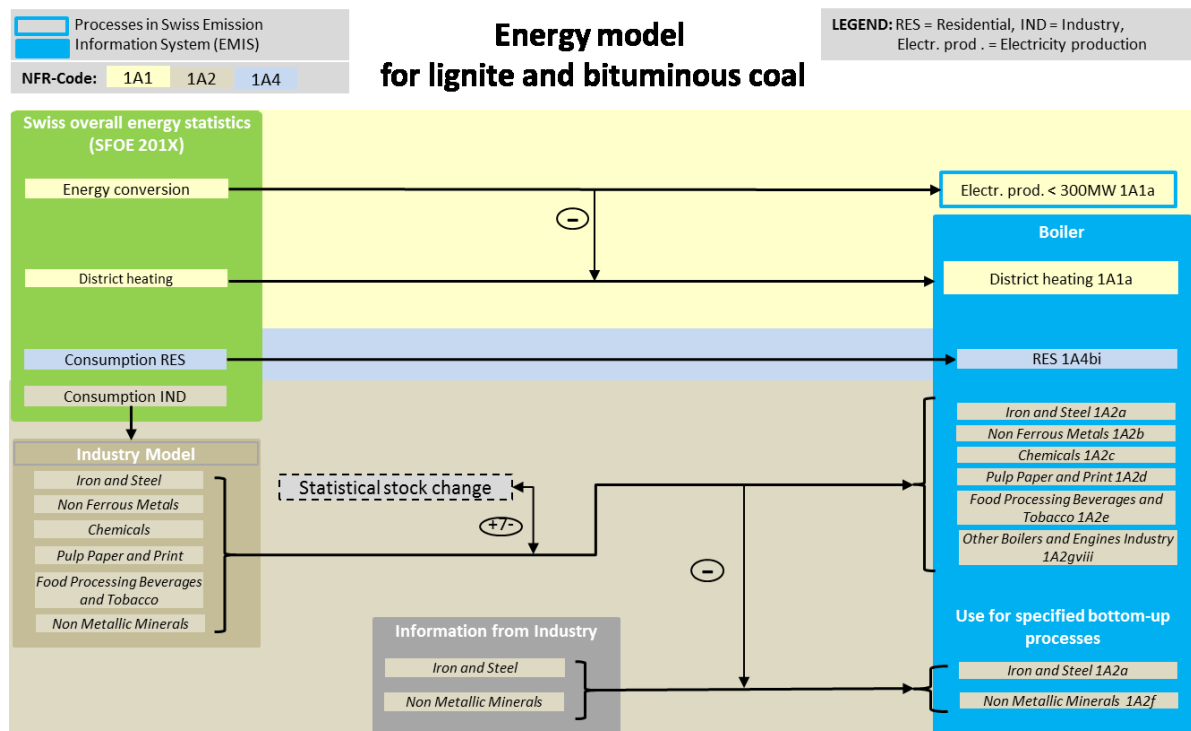 Processes in Swiss Emission
Information System (EMIS)
NFR-Code: 1A1 1A2 1A4
Energy model
for lignite and bituminous coal
LEGEND: RES = Residential, IND = Industry,
Electr. prod . = Electricity production
Swiss overall energy statistics
(SFOE 201X)
Energy conversion
Electr. prod. < 300MW 1A1a
−
Boiler
District heating
District heating 1A1a
Consumption RES
RES 1A4bi
Consumption IND
Industry Model
Iron and Steel
Non Ferrous Metals
Chemicals
Pulp Paper and Print
Food Processing Beverages
and Tobacco
Non Metallic Minerals
Statistical stock change
+7-
−
Iron and Steel 1A2a
Non Ferrous Metals 1A2b
Chemicals 1A2c
Pulp Paper and Print 1A2d
Food Processing Beverages and
Tobacco 1A2e
Other Boilers and Engines Industry
1A2gviii
Information from Industry
Iron and Steel
Non Metallic Minerals
Use for specified bottom-up
processes
Iron and Steel 1A2a
Non Metallic Minerals 1A2f